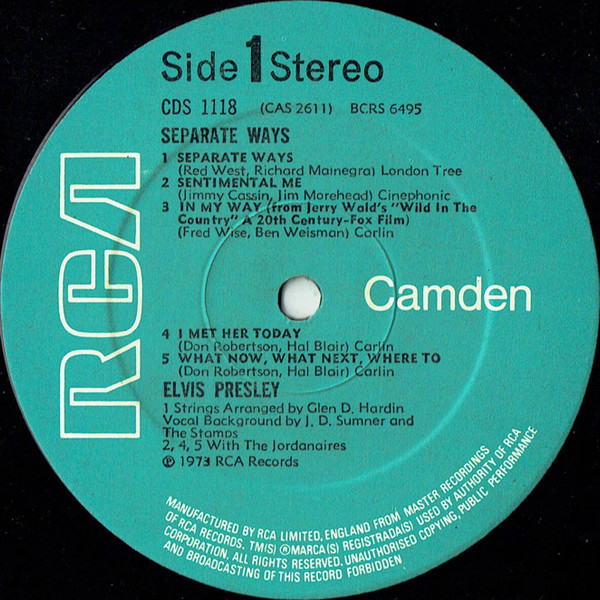 Side 1 Stereo
CDS 1118 (CAS 2611) BCRS 6495
SEPARATE WAYS
1 SEPARATE WAYS
(Red West, Richard Mainegra) London Tree
2 SENTIMENTAL ME
(Jimmy Cassin, Jim Morehead) Cinephonic
3 IN MY WAY (from Jerry Wald's "Wild In The
Country" A 20th Century-Fox Film)
(Fred Wise, Ben Weisman) Carlin
RCA
Camden
4 I MET HER TODAY
(Don Robertson, Hal Blair) Carlin
5 WHAT NOW, WHAT NEXT, WHERE TO
(Don Robertson, Hal Blair) Carlin
ELVIS PRESLEY
1 Strings Arranged by Glen D. Hardin
Vocal Background by J. D. Sumner and
The Stamps
2, 4, 5 With The Jordanaires
℗ 1973 RCA Records
MANUFACTURED BY RCA LIMITED, ENGLAND FROM MASTER RECORDINGS
OF RCA RECORDS. TM(S) ® MARCA(S) REGISTRADA(S) USED BY AUTHORITY OF RCA
CORPORATION. ALL RIGHTS RESERVED. UNAUTHORISED COPYING, PUBLIC PERFORMANCE
AND BROADCASTING OF THIS RECORD FORBIDDEN